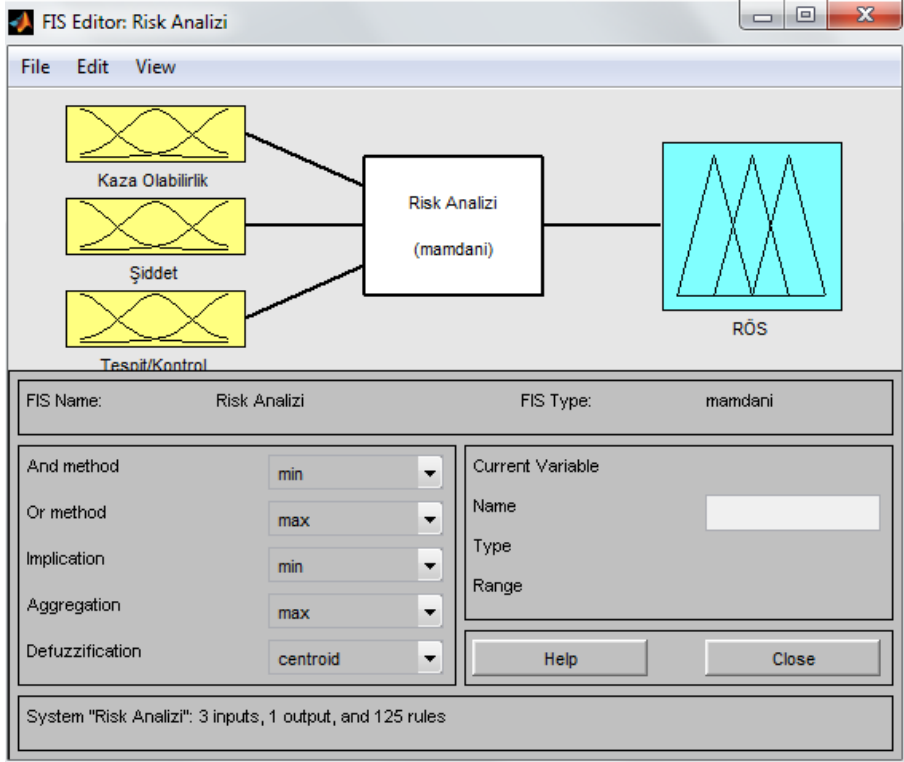 FIS Editor: Risk Analizi
File Edit View
Kaza Olabilirlik
Şiddet
Tespit/Kontrol
Risk Analizi
(mamdani)
RÖS
FIS Name: Risk Analizi FIS Type: mamdani
And method min
Or method max
Implication min
Aggregation max
Defuzzification centroid
Current Variable
Name
Type
Range
Help Close
System "Risk Analizi": 3 inputs, 1 output, and 125 rules